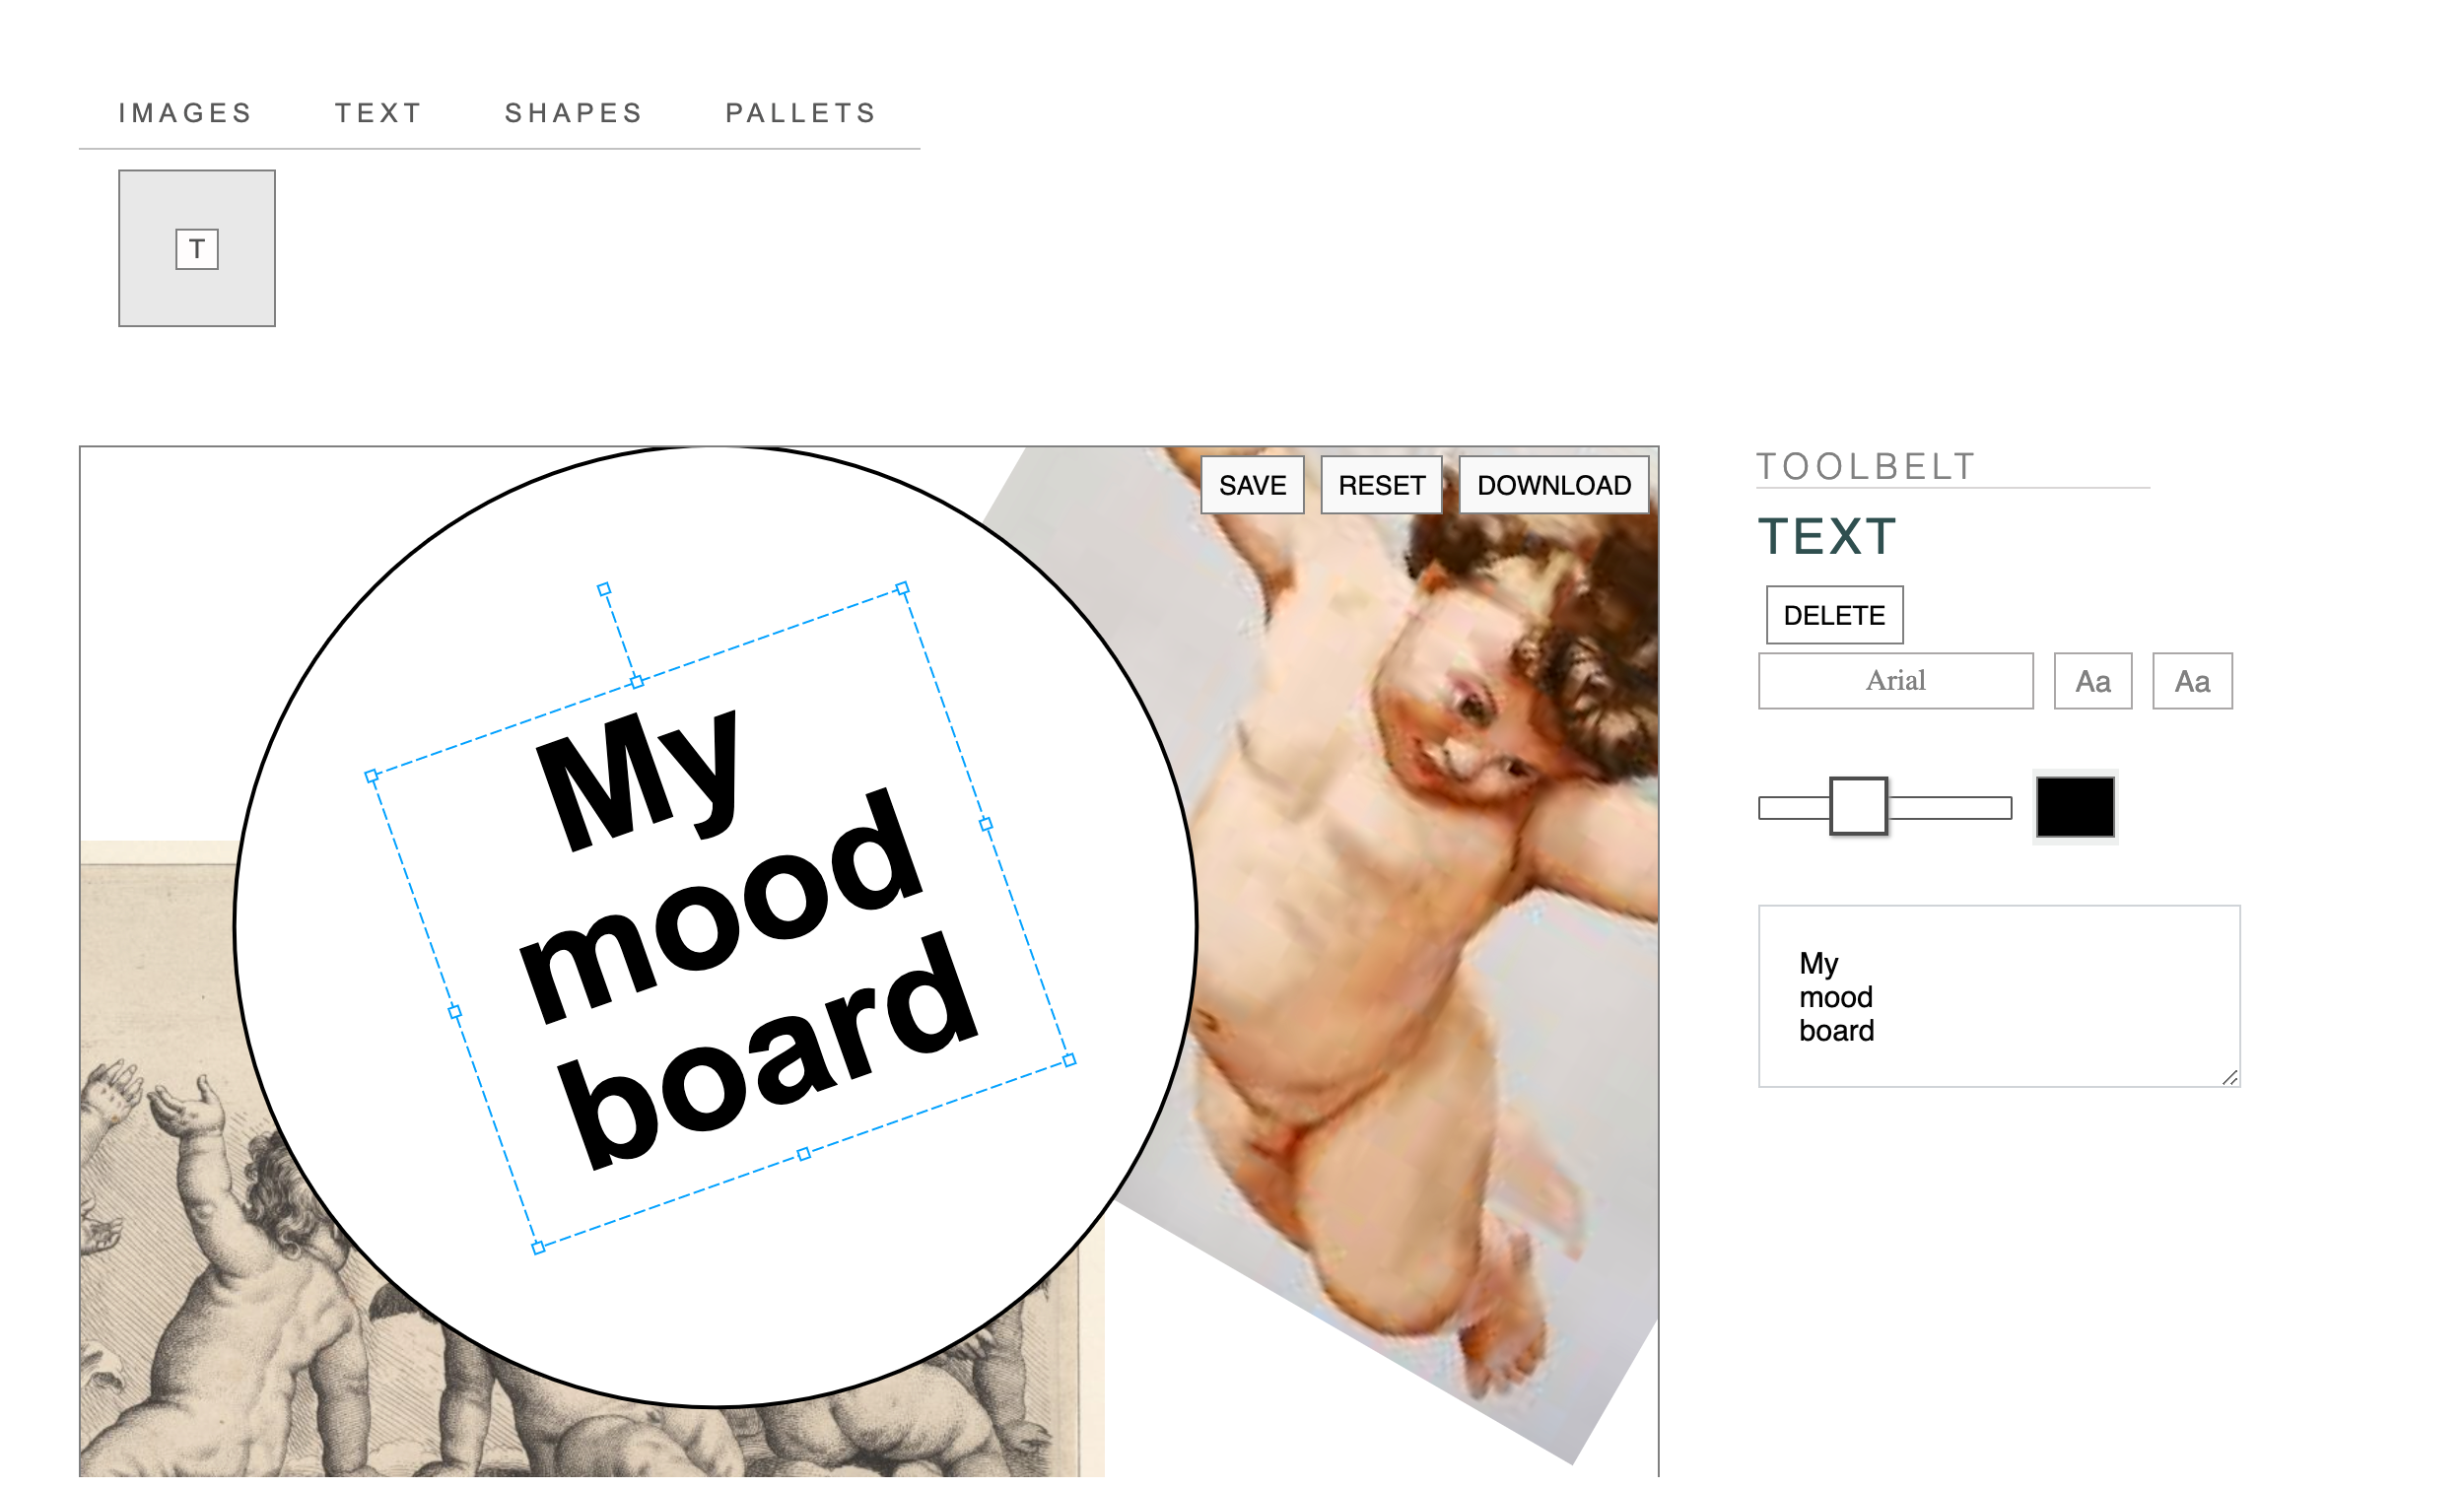 IMAGES TEXT SHAPES PALLETS
T
SAVE RESET DOWNLOAD
TOOLBELT
TEXT
DELETE
Arial Aa Aa
My
mood
board
My
mood
board